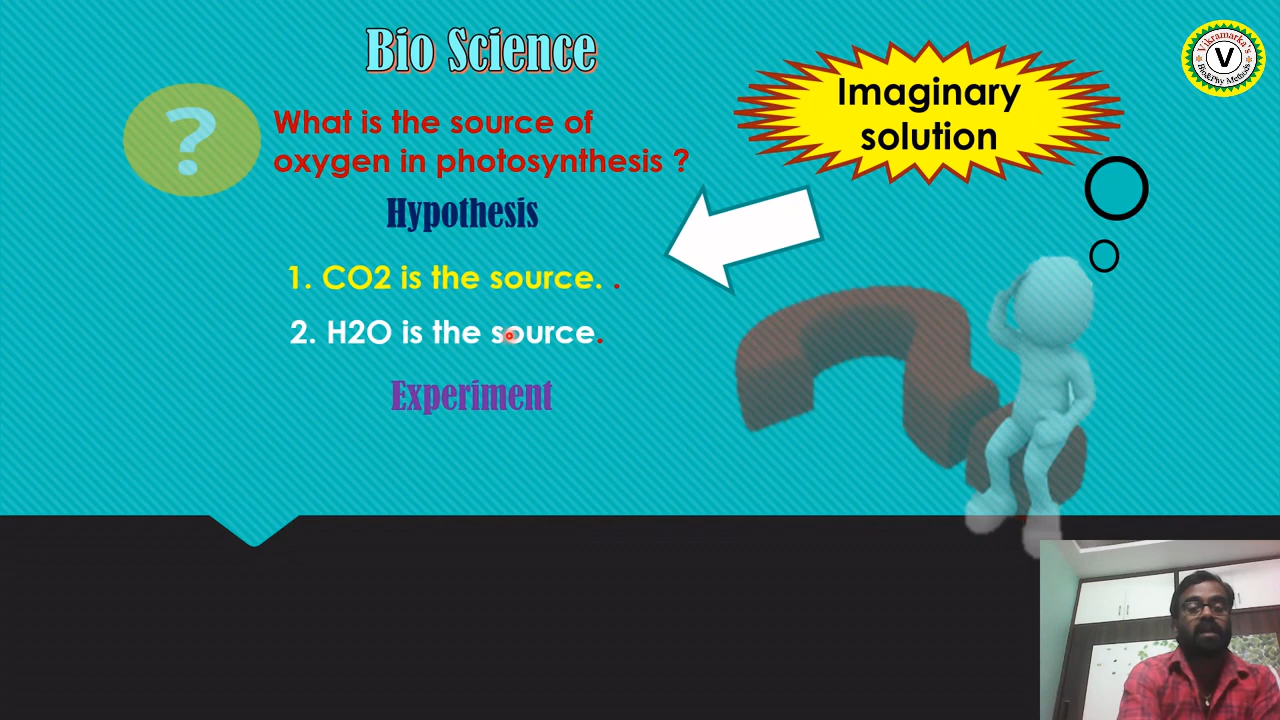 Bio Science
?
What is the source of
oxygen in photosynthesis ?
Hypothesis
1. CO2 is the source. .
2. H2O is the source.
Experiment
Imaginary
solution
Vikramarka's
V